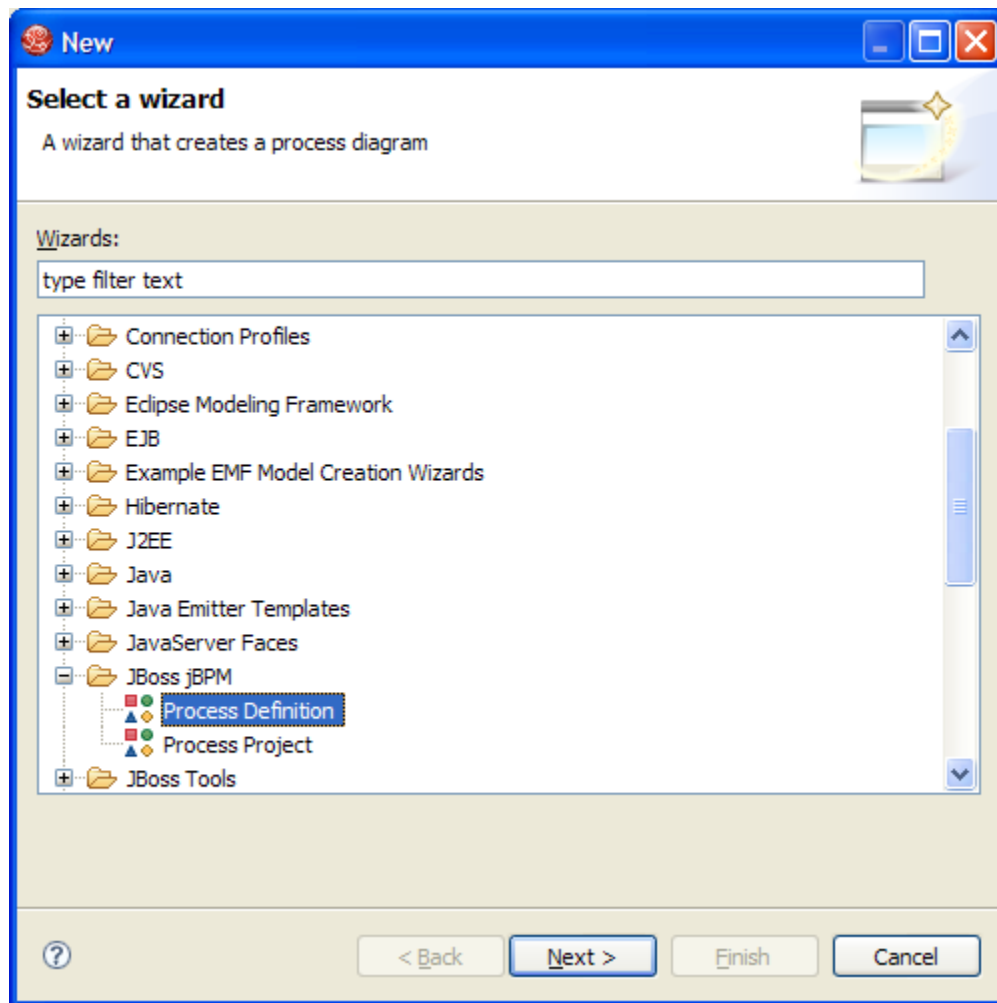 New
Select a wizard
A wizard that creates a process diagram
Wizards:
type filter text
Connection Profiles
CVS
Eclipse Modeling Framework
EJB
Example EMF Model Creation Wizards
Hibernate
J2EE
Java
Java Emitter Templates
JavaServer Faces
JBoss jBPM
Process Definition
Process Project
JBoss Tools
? < Back Next > Finish Cancel